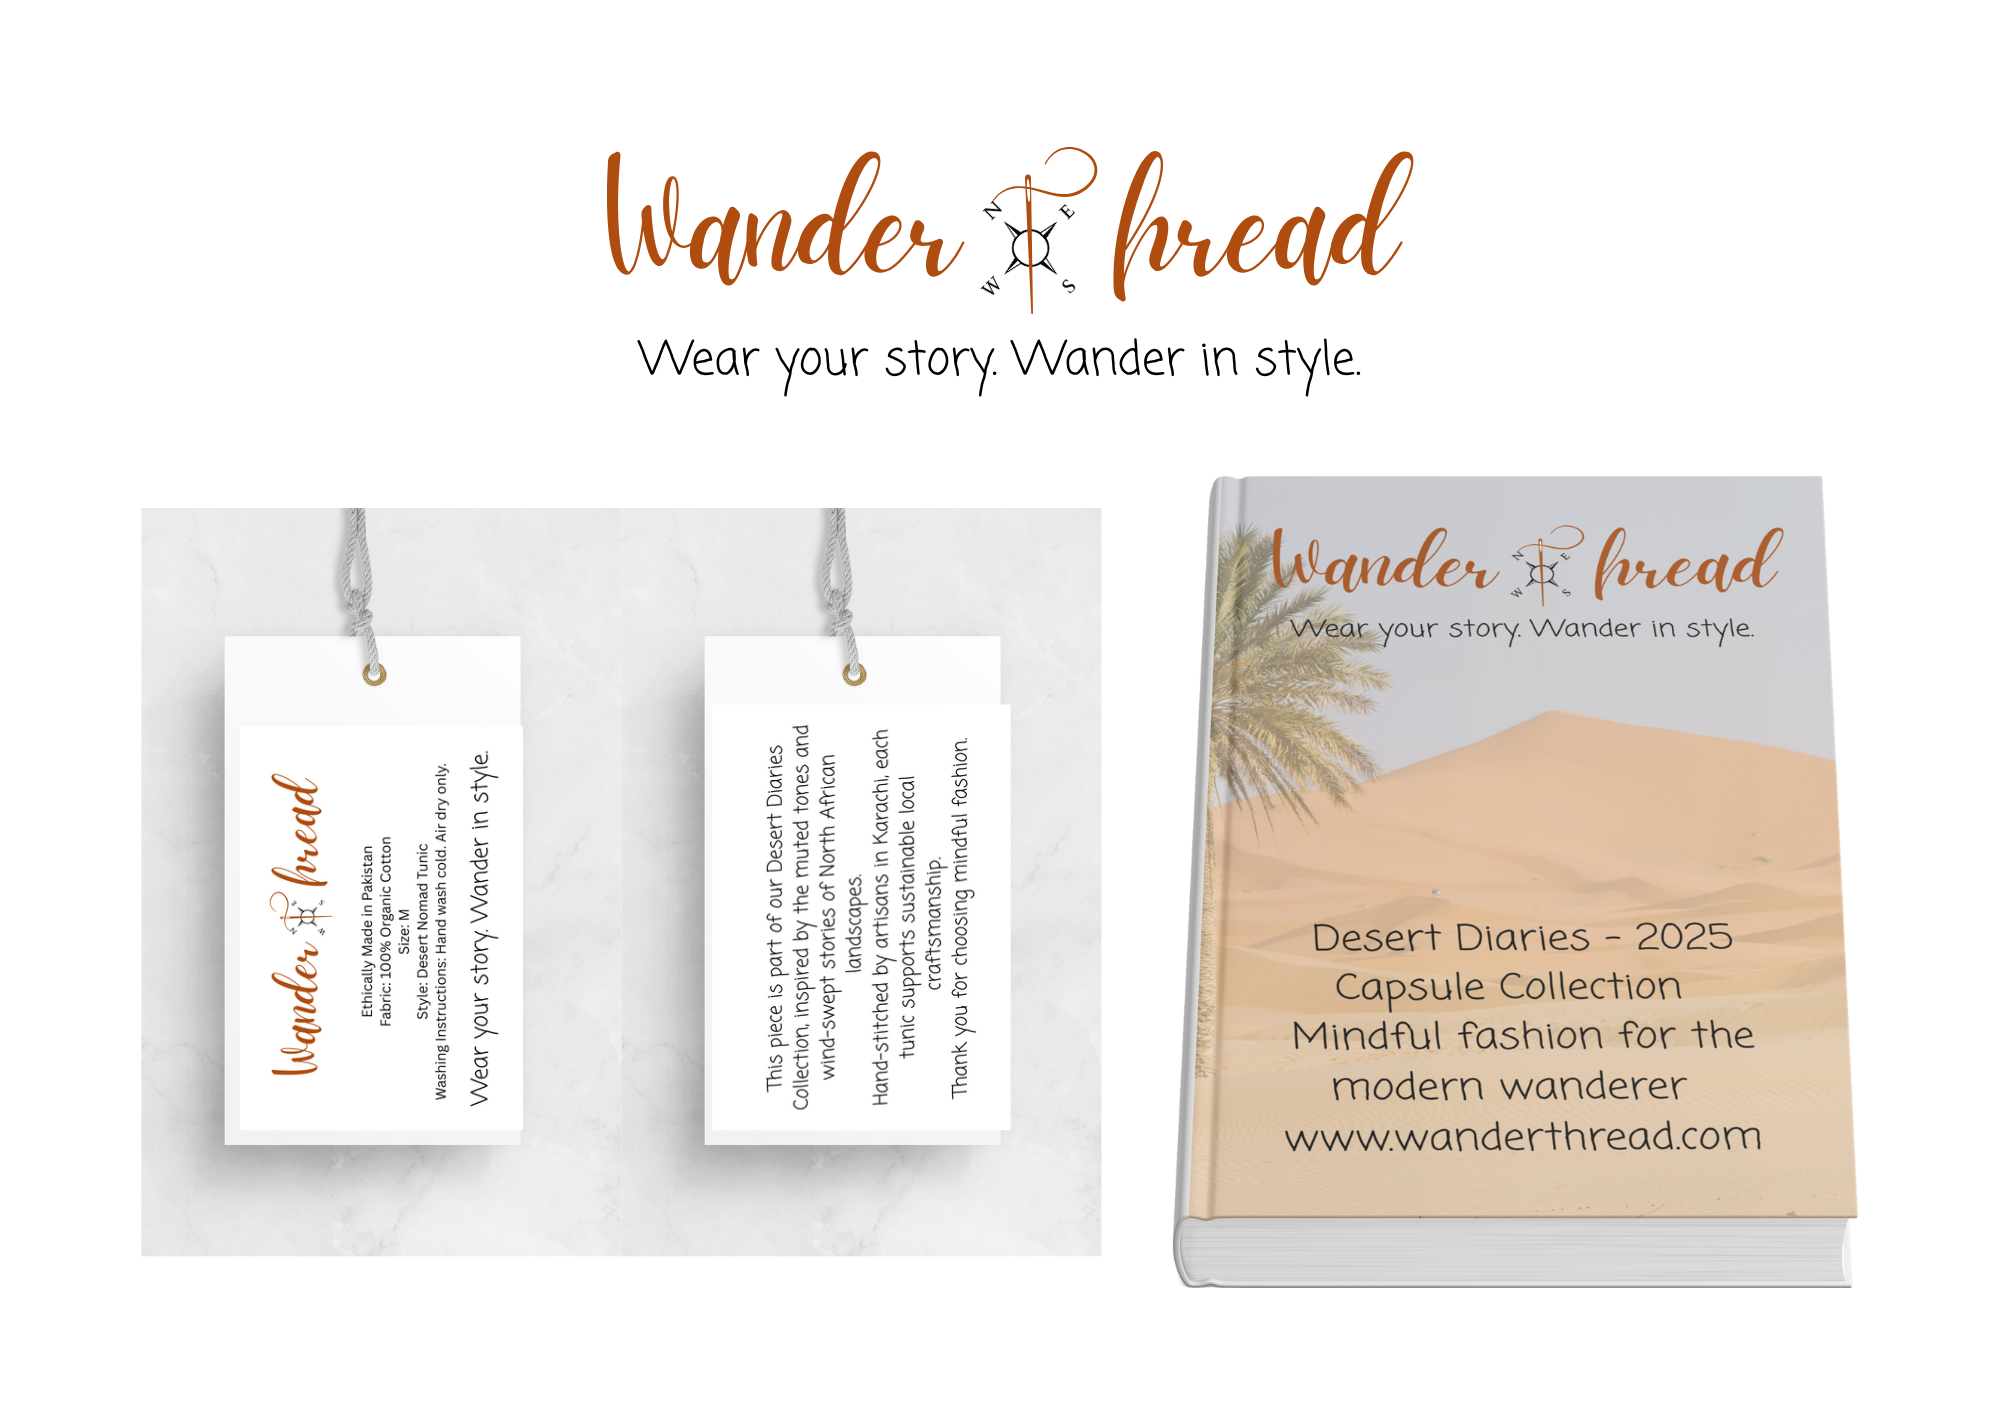 Wander hread
N E
W S
Wear your story. Wander in style.
Wander hread
N E
W S
Ethically Made in Pakistan
Fabric: 100% Organic Cotton
Size: M
Style: Desert Nomad Tunic
Washing Instructions: Hand wash cold. Air dry only.
Wear your story. Wander in style.
This piece is part of our Desert Diaries
Collection, inspired by the muted tones and
wind-swept stories of North African
landscapes.
Hand-stitched by artisans in Karachi, each
tunic supports sustainable local
craftsmanship.
Thank you for choosing mindful fashion.
Wander hread
N E
W S
Wear your story. Wander in style.
Desert Diaries - 2025
Capsule Collection
Mindful fashion for the
modern wanderer
www.wanderthread.com